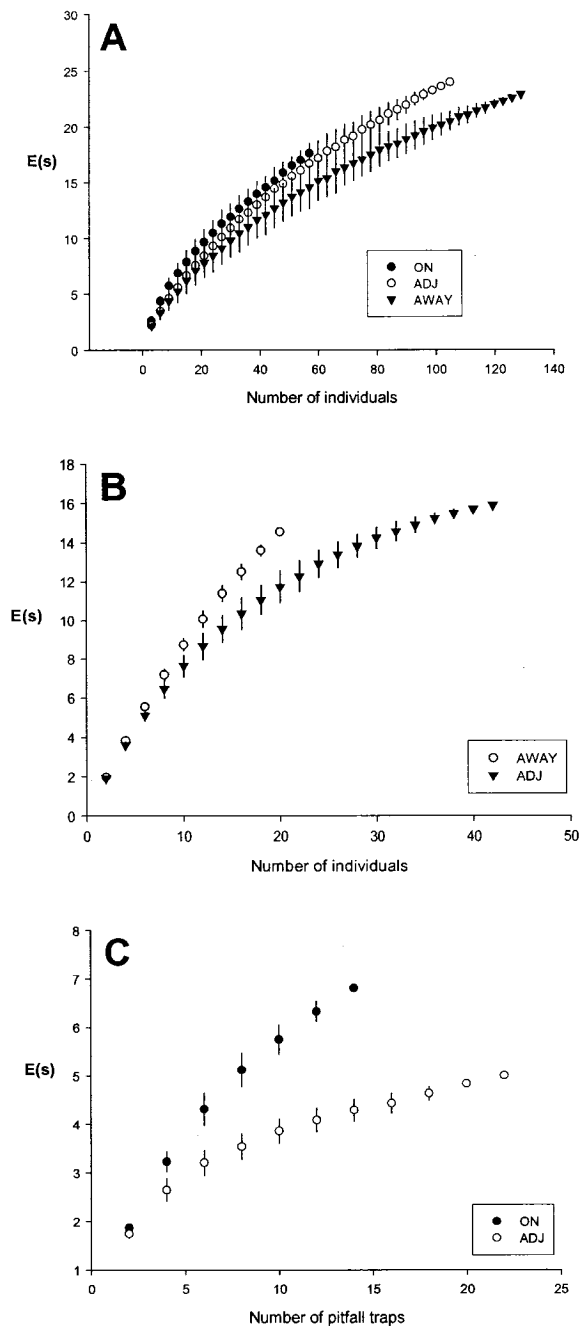 A
30
25
20
15
10
5
0
E(s)
ON
ADJ
AWAY
0 20 40 60 80 100 120 140
Number of individuals
B
18
16
14
12
10
8
6
4
2
0
E(s)
AWAY
ADJ
0 10 20 30 40 50
Number of individuals
C
8
7
6
5
4
3
2
1
E(s)
ON
ADJ
0 5 10 15 20 25
Number of pitfall traps